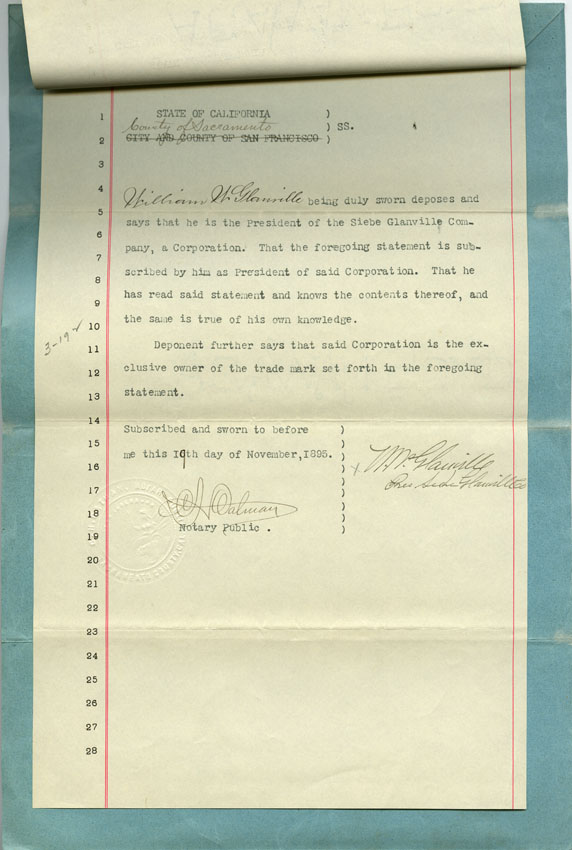 1 STATE OF CALIFORNIA )
County of Sacramento ) SS.
2 CITY AND COUNTY OF SAN FRANCISCO )
3
4 William W Glanville being duly sworn deposes and
5 says that he is the President of the Siebe Glanville Com-
6 pany, a Corporation. That the foregoing statement is sub-
7 scribed by him as President of said Corporation. That he
8 has read said statement and knows the contents thereof, and
9 the same is true of his own knowledge.
3-19
10
11 Deponent further says that said Corporation is the ex-
12 clusive owner of the trade mark set forth in the foregoing
13 statement.
14 Subscribed and sworn to before )
15 me this 19th day of November, 1895. )
16 )
W. W. Glanville
Pres Siebe Glanville Co
17 )
18 )
19 Notary Public . )
20
21
22
23
24
25
26
27
28